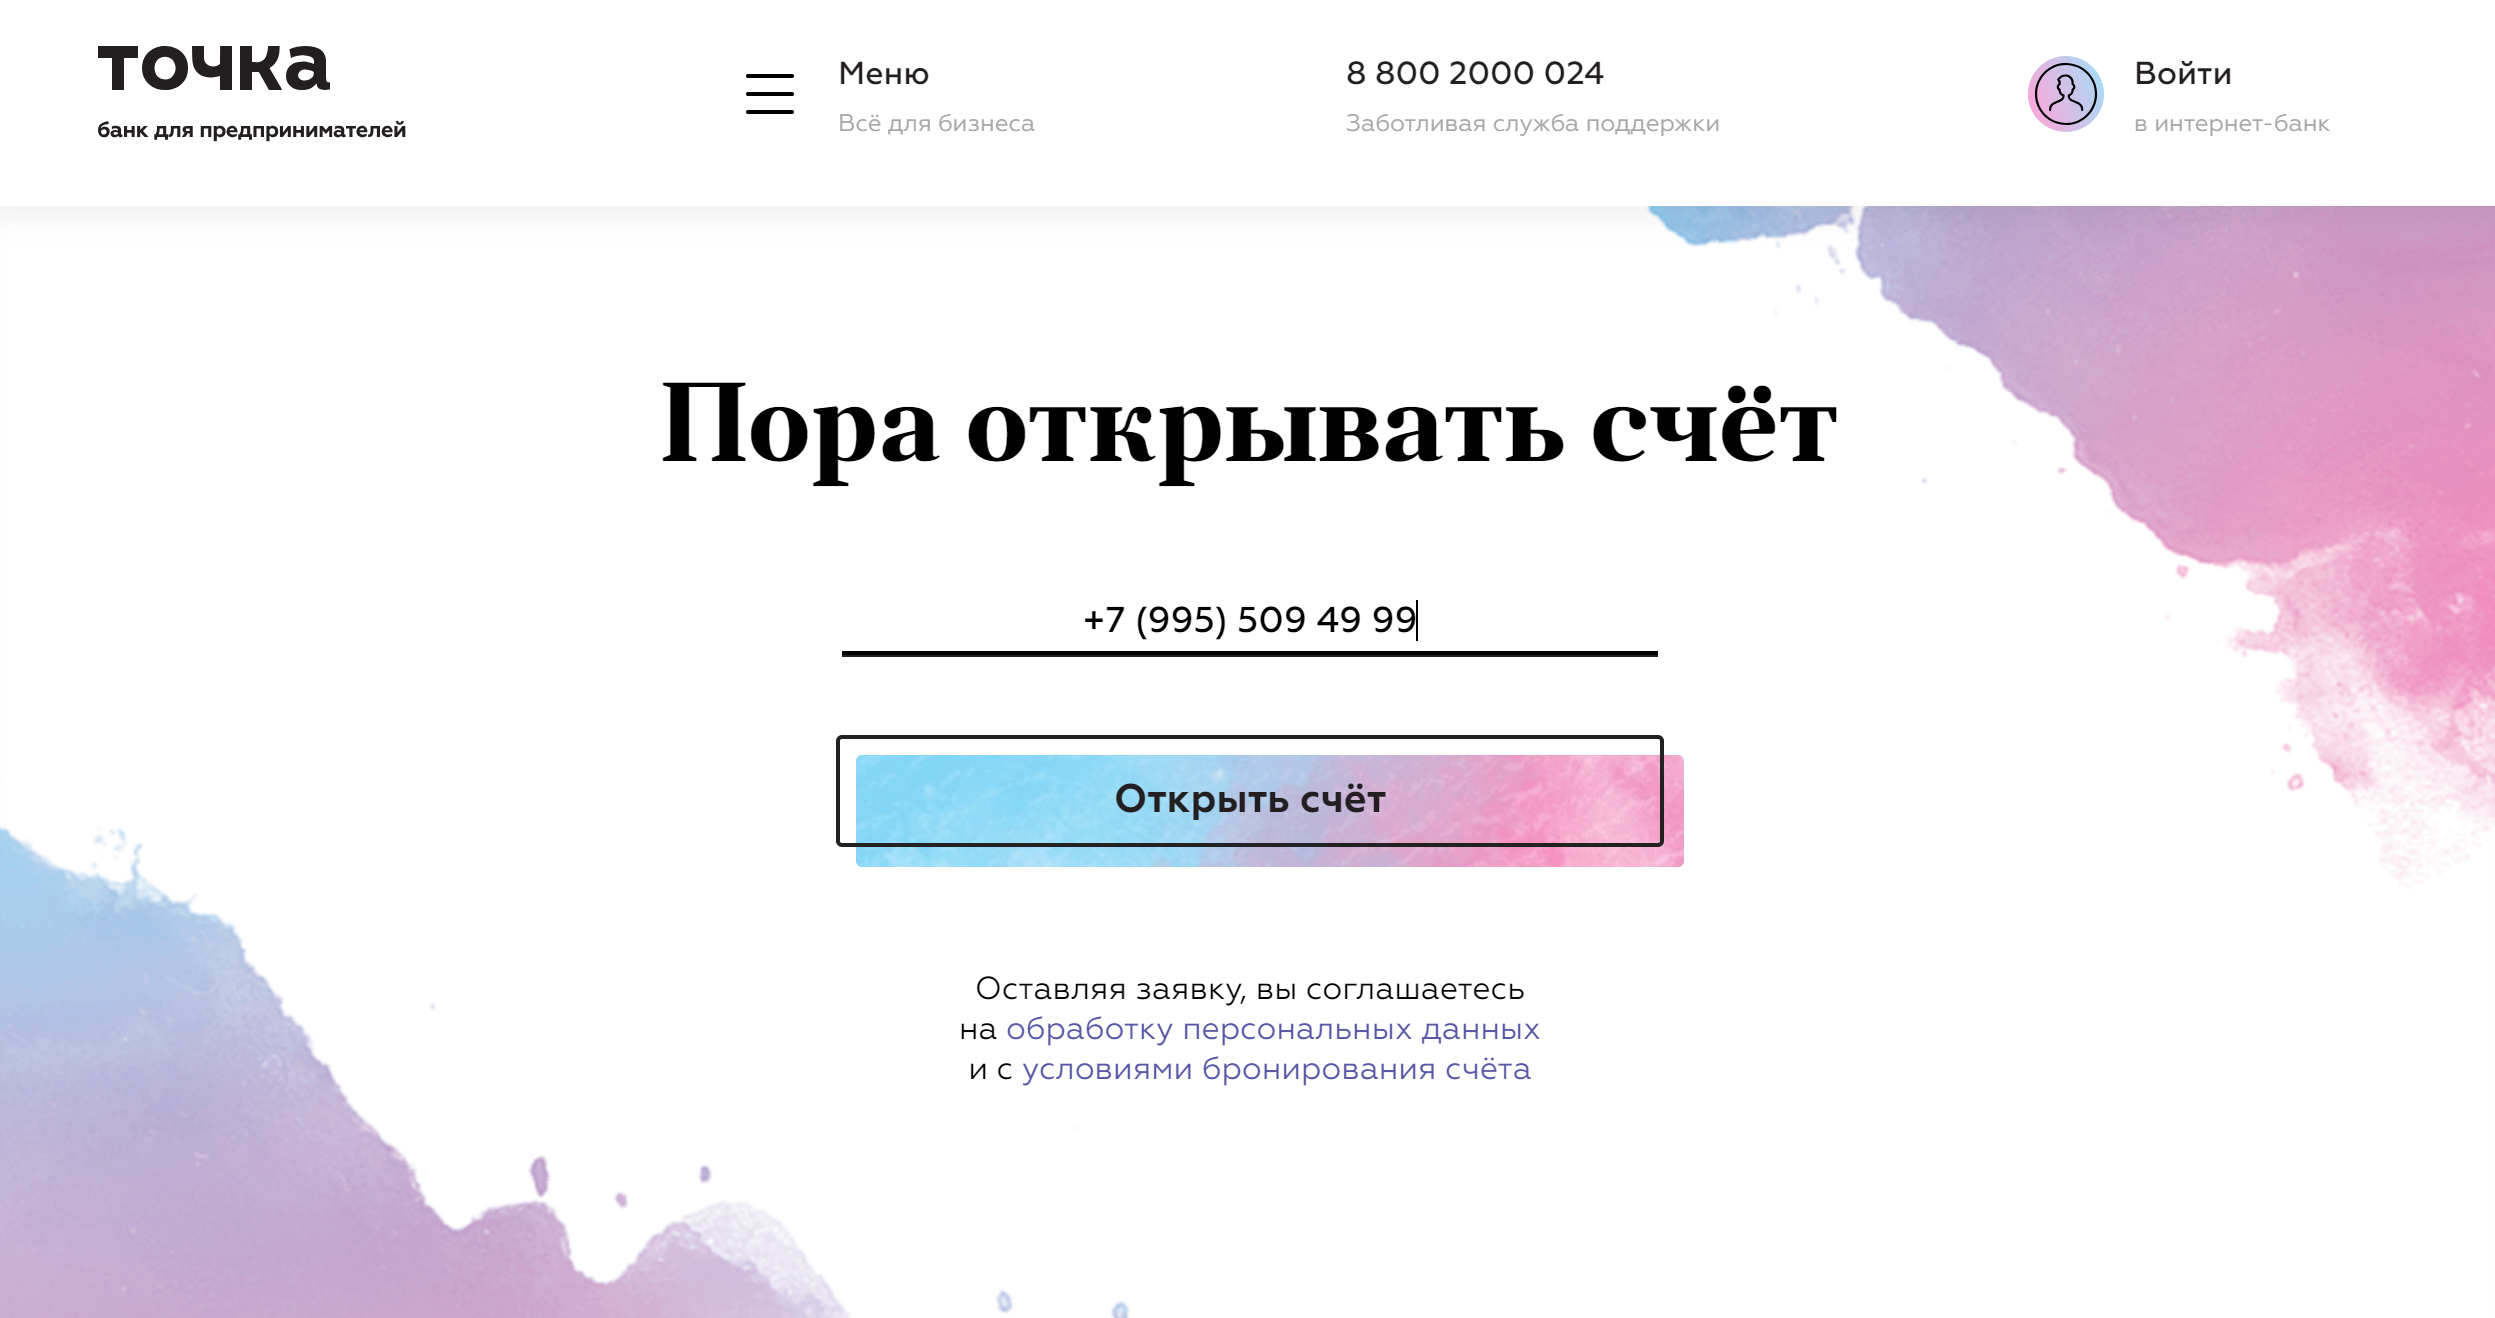 точка
банк для предпринимателей
Меню
Всё для бизнеса
8 800 2000 024
Заботливая служба поддержки
Войти
в интернет-банк
Пора открывать счёт
+7 (995) 509 49 99
Открыть счёт
Оставляя заявку, вы соглашаетесь
на обработку персональных данных
и с условиями бронирования счёта